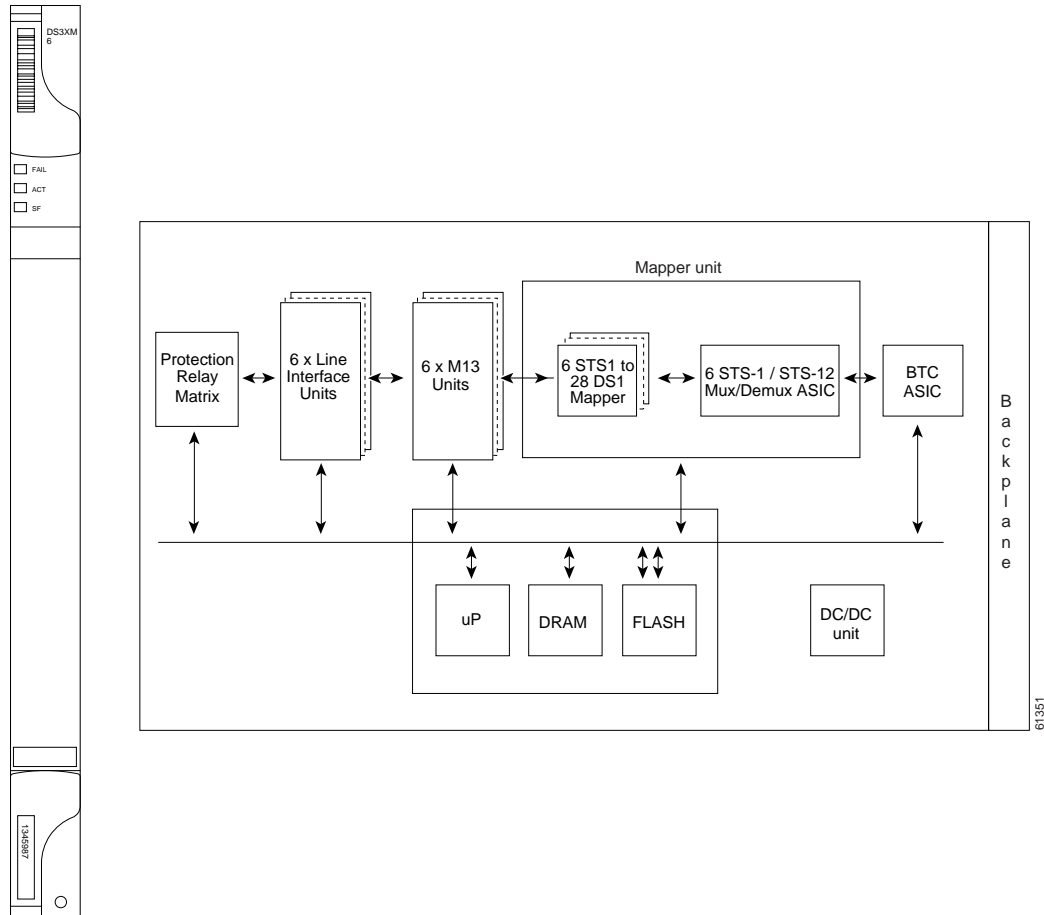 DS3XM
6
FAIL
ACT
SF
Mapper unit
Protection
Relay
Matrix
6 x Line
Interface
Units
6 x M13
Units
6 STS1 to
28 DS1
Mapper
6 STS-1 / STS-12
Mux/Demux ASIC
BTC
ASIC
Backplane
uP
DRAM
FLASH
DC/DC
unit
61351
1345987